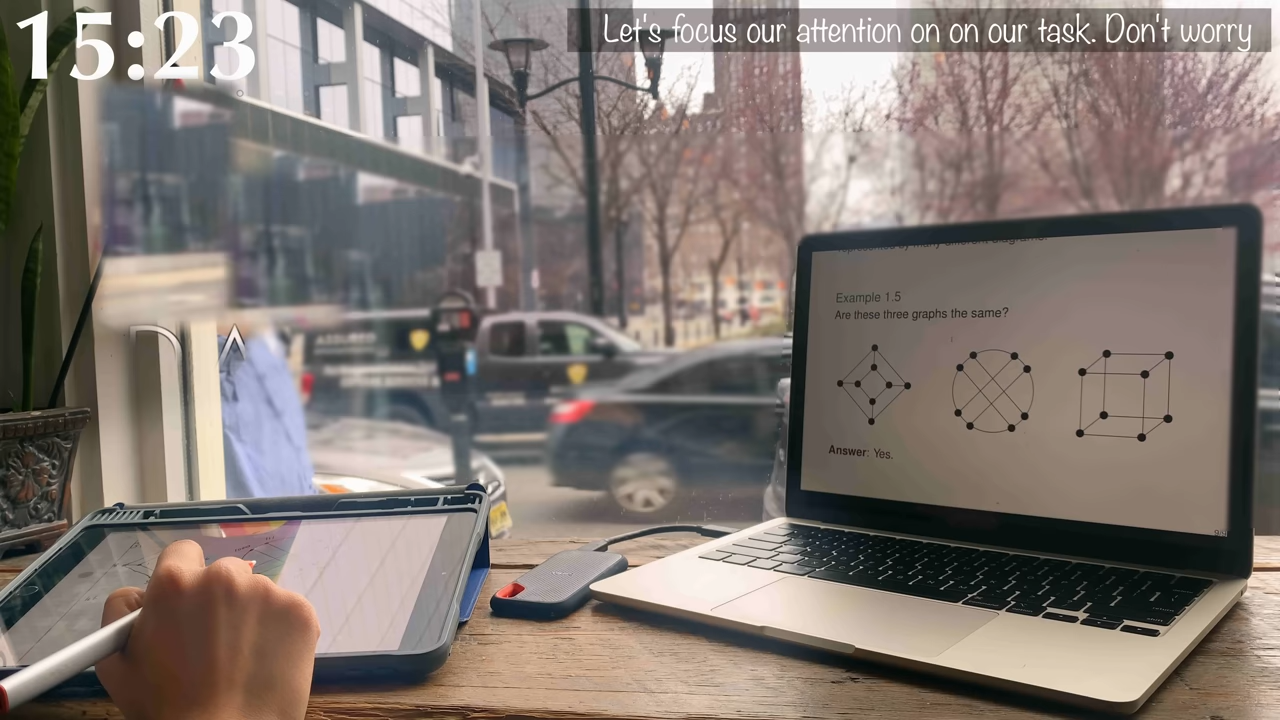 15:23
Let's focus our attention on on our task. Don't worry
Example 1.5
Are these three graphs the same?
Answer: Yes.